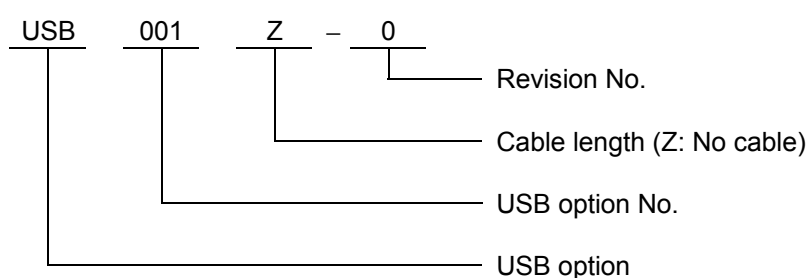 USB 001 Z – 0
Revision No.
Cable length (Z: No cable)
USB option No.
USB option